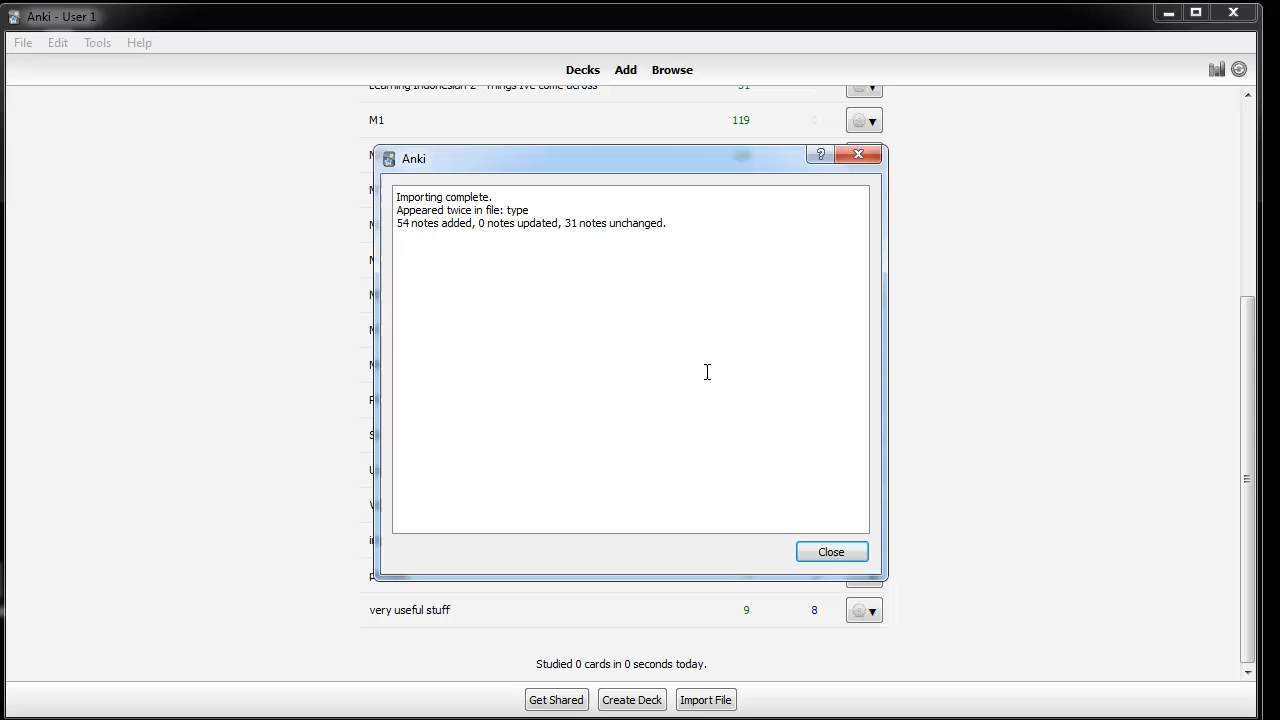 Anki - User 1
File Edit Tools Help
Decks Add Browse
M1 119
Anki
Importing complete.
Appeared twice in file: type
54 notes added, 0 notes updated, 31 notes unchanged.
Close
very useful stuff 9 8
Studied 0 cards in 0 seconds today.
Get Shared Create Deck Import File